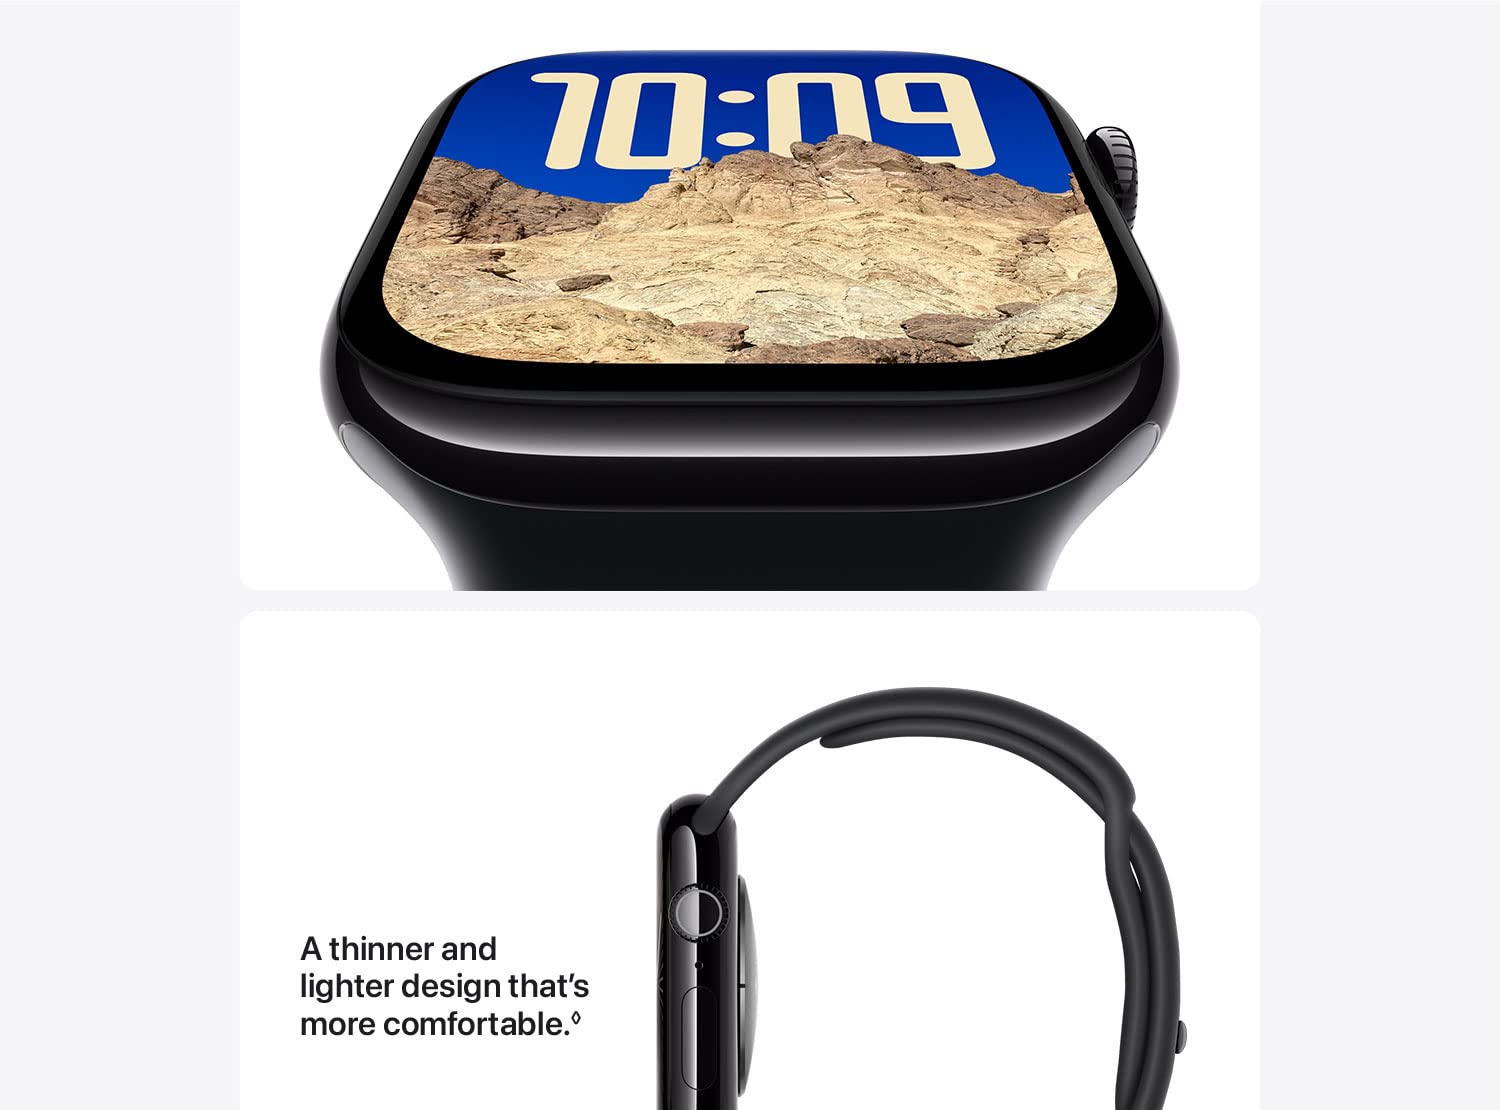 10:09
A thinner and
lighter design that’s
more comfortable.◊